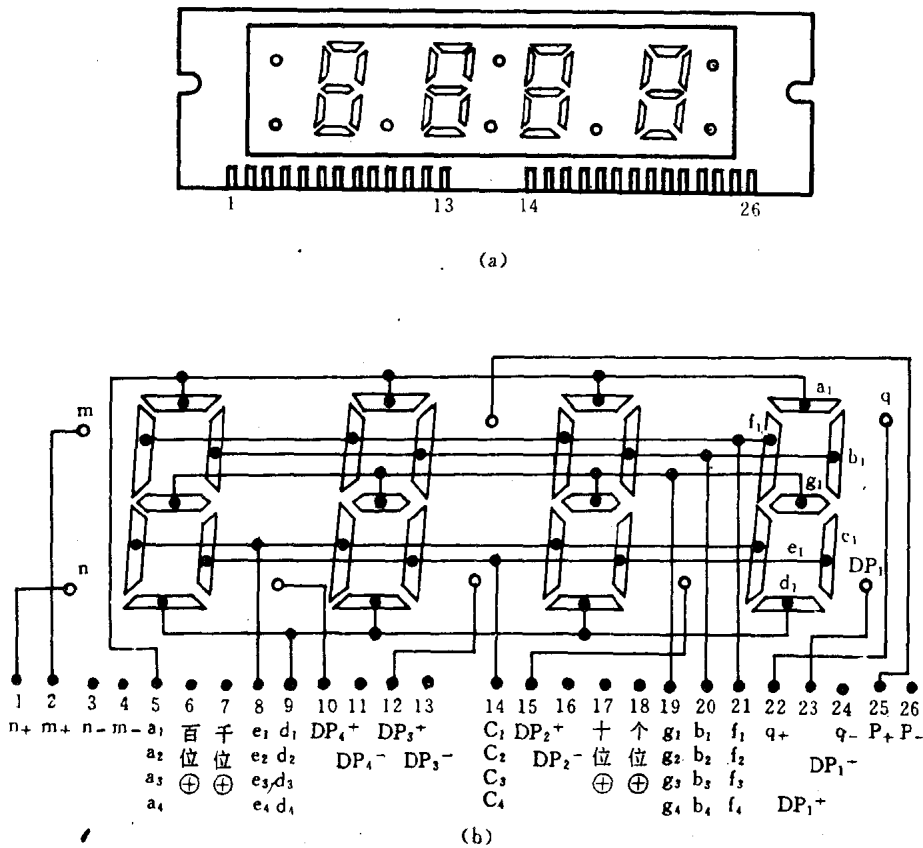 1 13 14 26
(a)
a₁
m q
f₁
b₁
g₁
c₁
e₁
n DP₁
d₁
1 2 3 4 5 6 7 8 9 10 11 12 13 14 15 16 17 18 19 20 21 22 23 24 25 26
n+ m+ n- m- a₁ 百 千 e₁ d₁ DP₄⁺ DP₃⁺ C₁ DP₂⁺ 十 个 g₁ b₁ f₁ q+ q- P+ P-
a₂ 位 位 e₂ d₂ DP₄⁻ DP₃⁻ C₂ DP₂⁻ 位 位 g₂ b₂ f₂ DP₁⁺
a₃ ⊕ ⊕ e₃ d₃ C₃ ⊕ ⊕ g₃ b₃ f₃
a₄ e₄ d₄ C₄ g₄ b₄ f₄ DP₁⁺
(b)